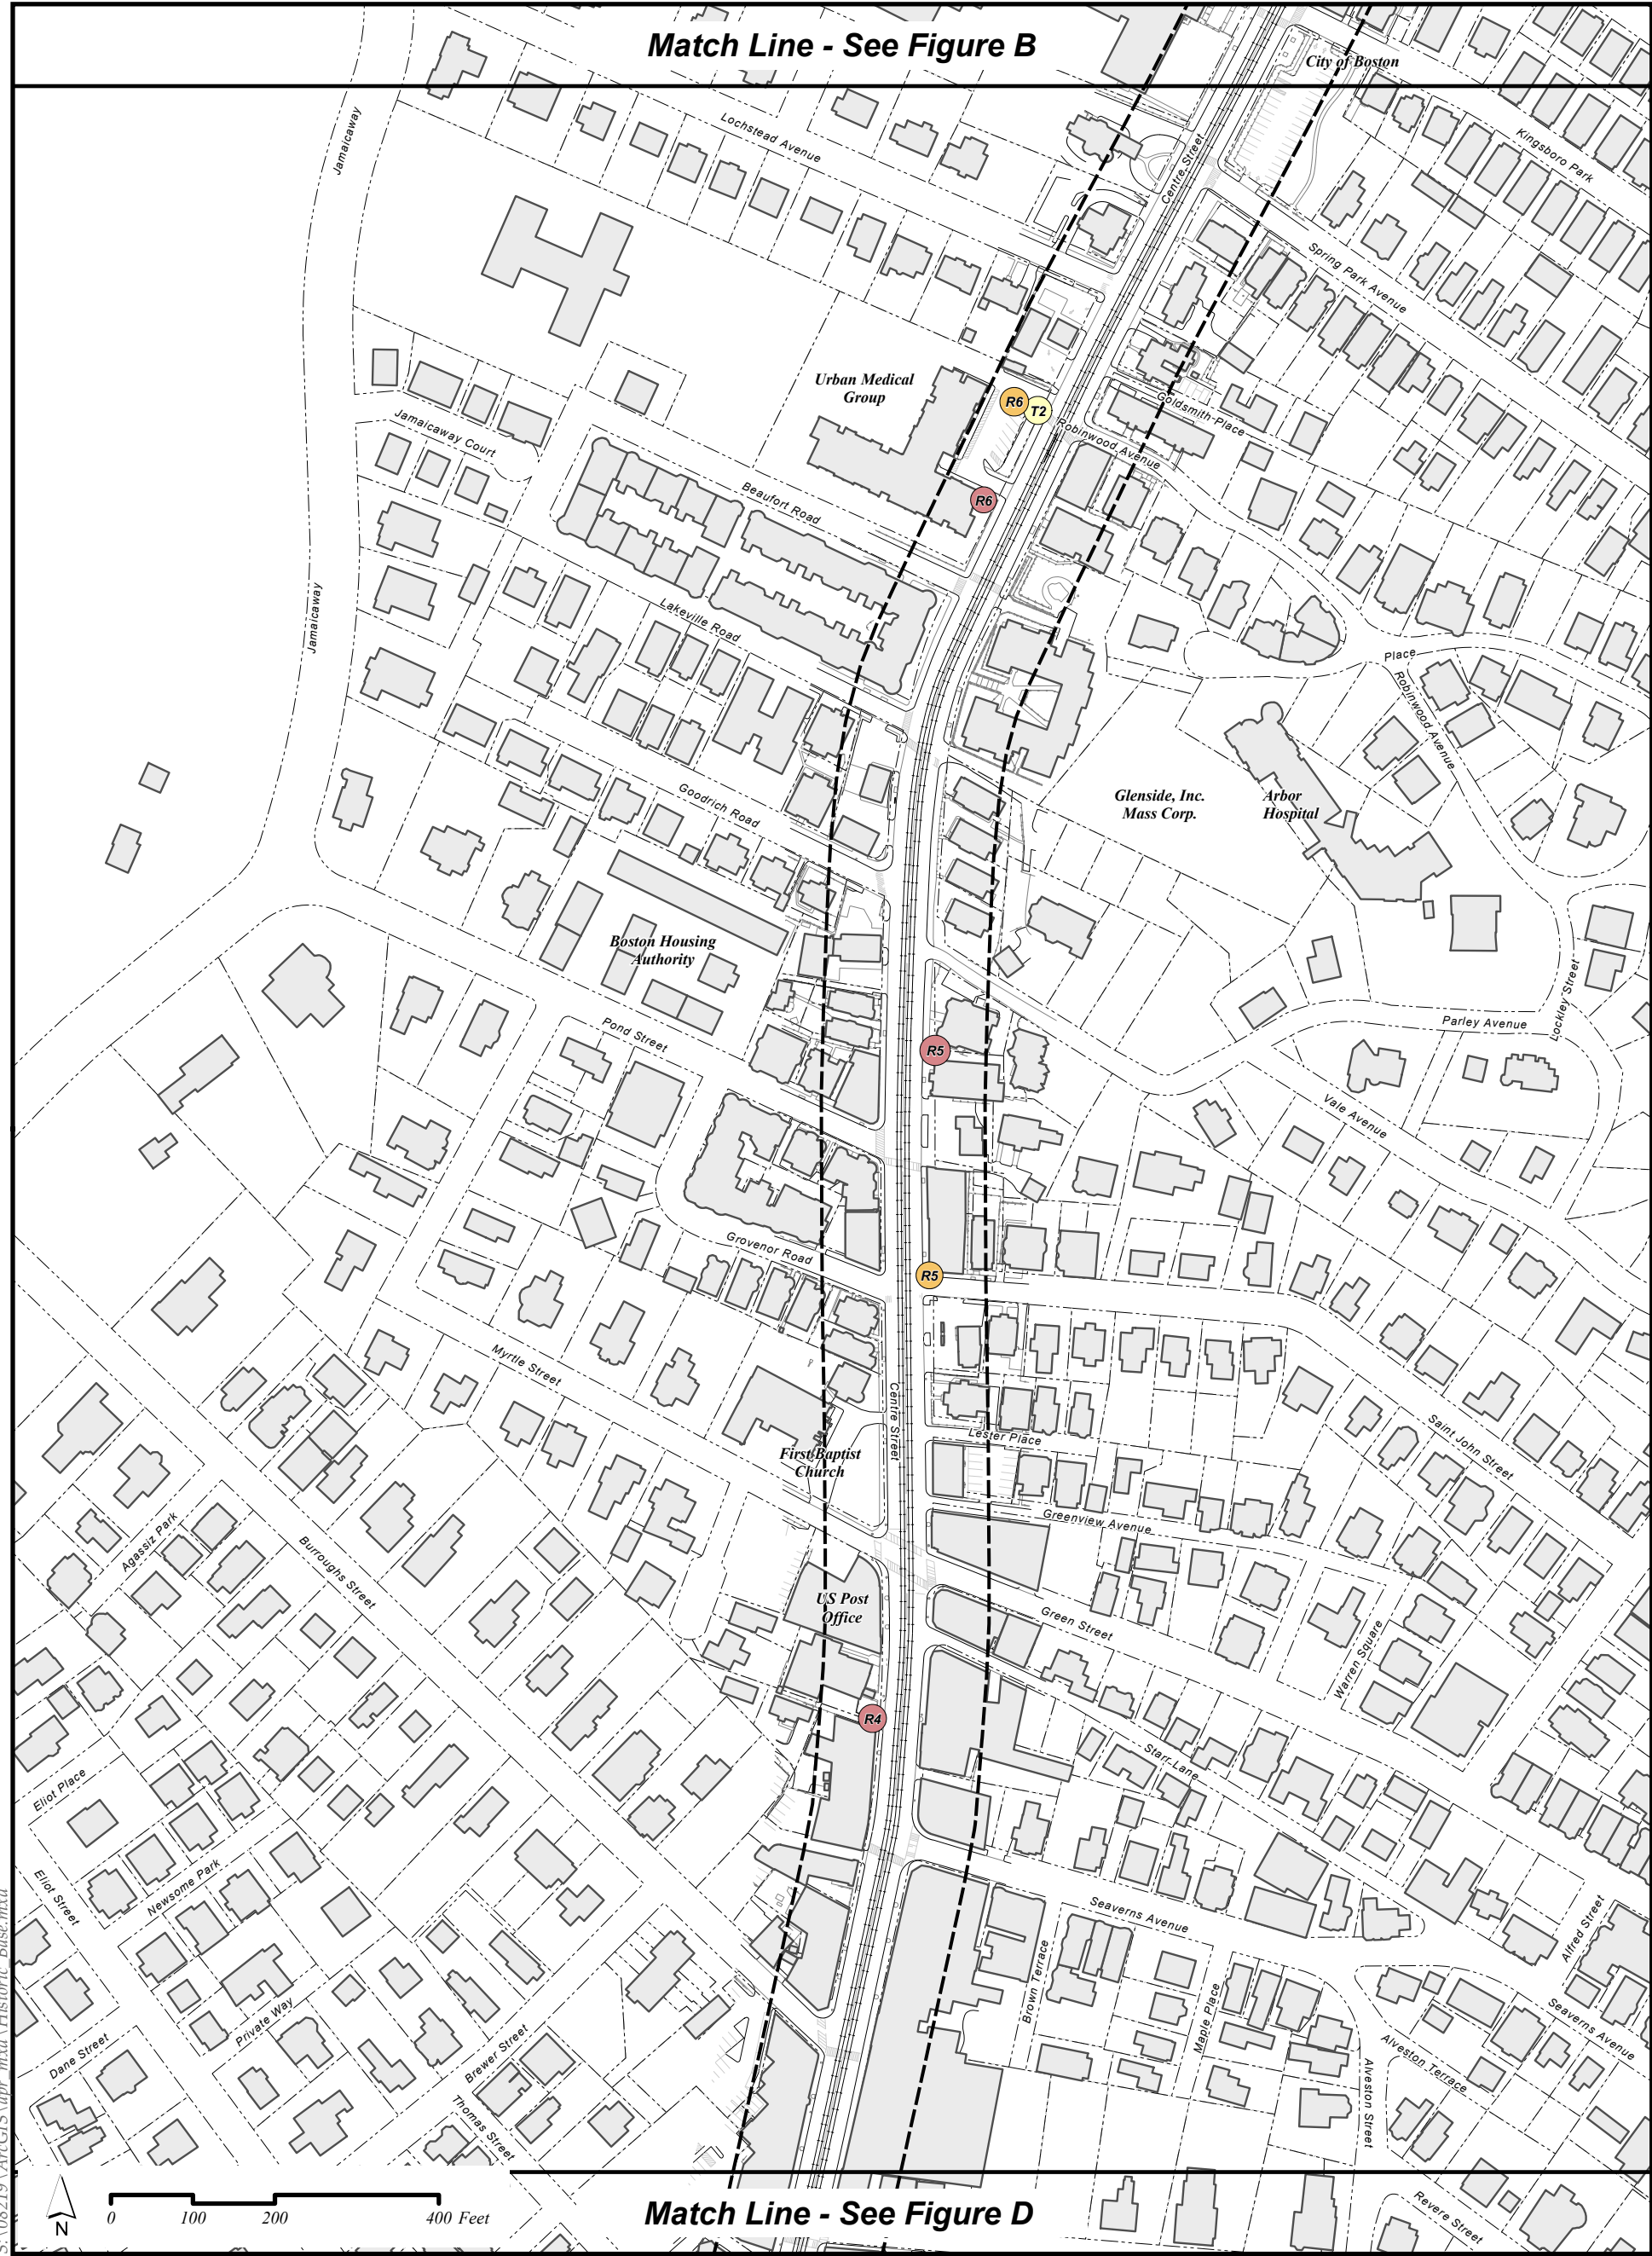 Match Line - See Figure B
City of Boston
Jamaicaway
Lochstead Avenue
Centre Street
Kingsboro Park
Spring Park Avenue
Urban Medical
Group
R6
T2
Goldsmith Place
Robinwood Avenue
Jamaicaway Court
Beaufort Road
R6
Jamaicaway
Lakeville Road
Place
Robinwood Avenue
Goodrich Road
Glenside, Inc.
Mass Corp.
Arbor
Hospital
Boston Housing
Authority
Lockley Street
Parley Avenue
Pond Street
R5
Vale Avenue
Grovenor Road
R5
Myrtle Street
Centre Street
Saint John Street
Lester Place
First Baptist
Church
Greenview Avenue
Agassiz Park
Burroughs Street
US Post
Office
Green Street
Warren Square
R4
Starr Lane
Eliot Place
Eliot Street
Newsome Park
Seaverns Avenue
Alfred Street
Brown Terrace
Maple Place
Seaverns Avenue
Private Way
Dane Street
Brewer Street
Alveston Terrace
Alveston Street
Thomas Street
N
0 100 200 400 Feet
Match Line - See Figure D
Revere Street